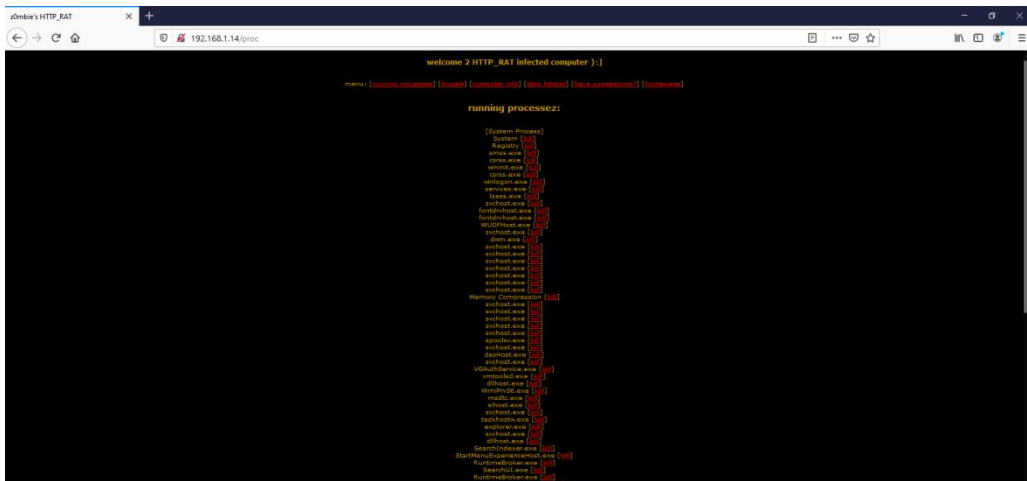 z0mbie's HTTP_RAT
192.168.1.14/proc
welcome 2 HTTP_RAT infected computer }:]
menu: [running processes] [browse] [computer info] [stop httprat] [have suggestions?] [homepage]
running processez:
[System Process]
System [kill]
Registry [kill]
smss.exe [kill]
csrss.exe [kill]
wininit.exe [kill]
csrss.exe [kill]
winlogon.exe [kill]
services.exe [kill]
lsass.exe [kill]
svchost.exe [kill]
fontdrvhost.exe [kill]
fontdrvhost.exe [kill]
WUDFHost.exe [kill]
svchost.exe [kill]
dwm.exe [kill]
svchost.exe [kill]
svchost.exe [kill]
svchost.exe [kill]
svchost.exe [kill]
svchost.exe [kill]
svchost.exe [kill]
svchost.exe [kill]
Memory Compression [kill]
svchost.exe [kill]
svchost.exe [kill]
svchost.exe [kill]
svchost.exe [kill]
svchost.exe [kill]
spoolsv.exe [kill]
svchost.exe [kill]
dasHost.exe [kill]
svchost.exe [kill]
VGAuthService.exe [kill]
vmtoolsd.exe [kill]
dllhost.exe [kill]
WmiPrvSE.exe [kill]
msdtc.exe [kill]
sihost.exe [kill]
svchost.exe [kill]
taskhostw.exe [kill]
explorer.exe [kill]
svchost.exe [kill]
dllhost.exe [kill]
SearchIndexer.exe [kill]
StartMenuExperienceHost.exe [kill]
RuntimeBroker.exe [kill]
SearchUI.exe [kill]
RuntimeBroker.exe [kill]